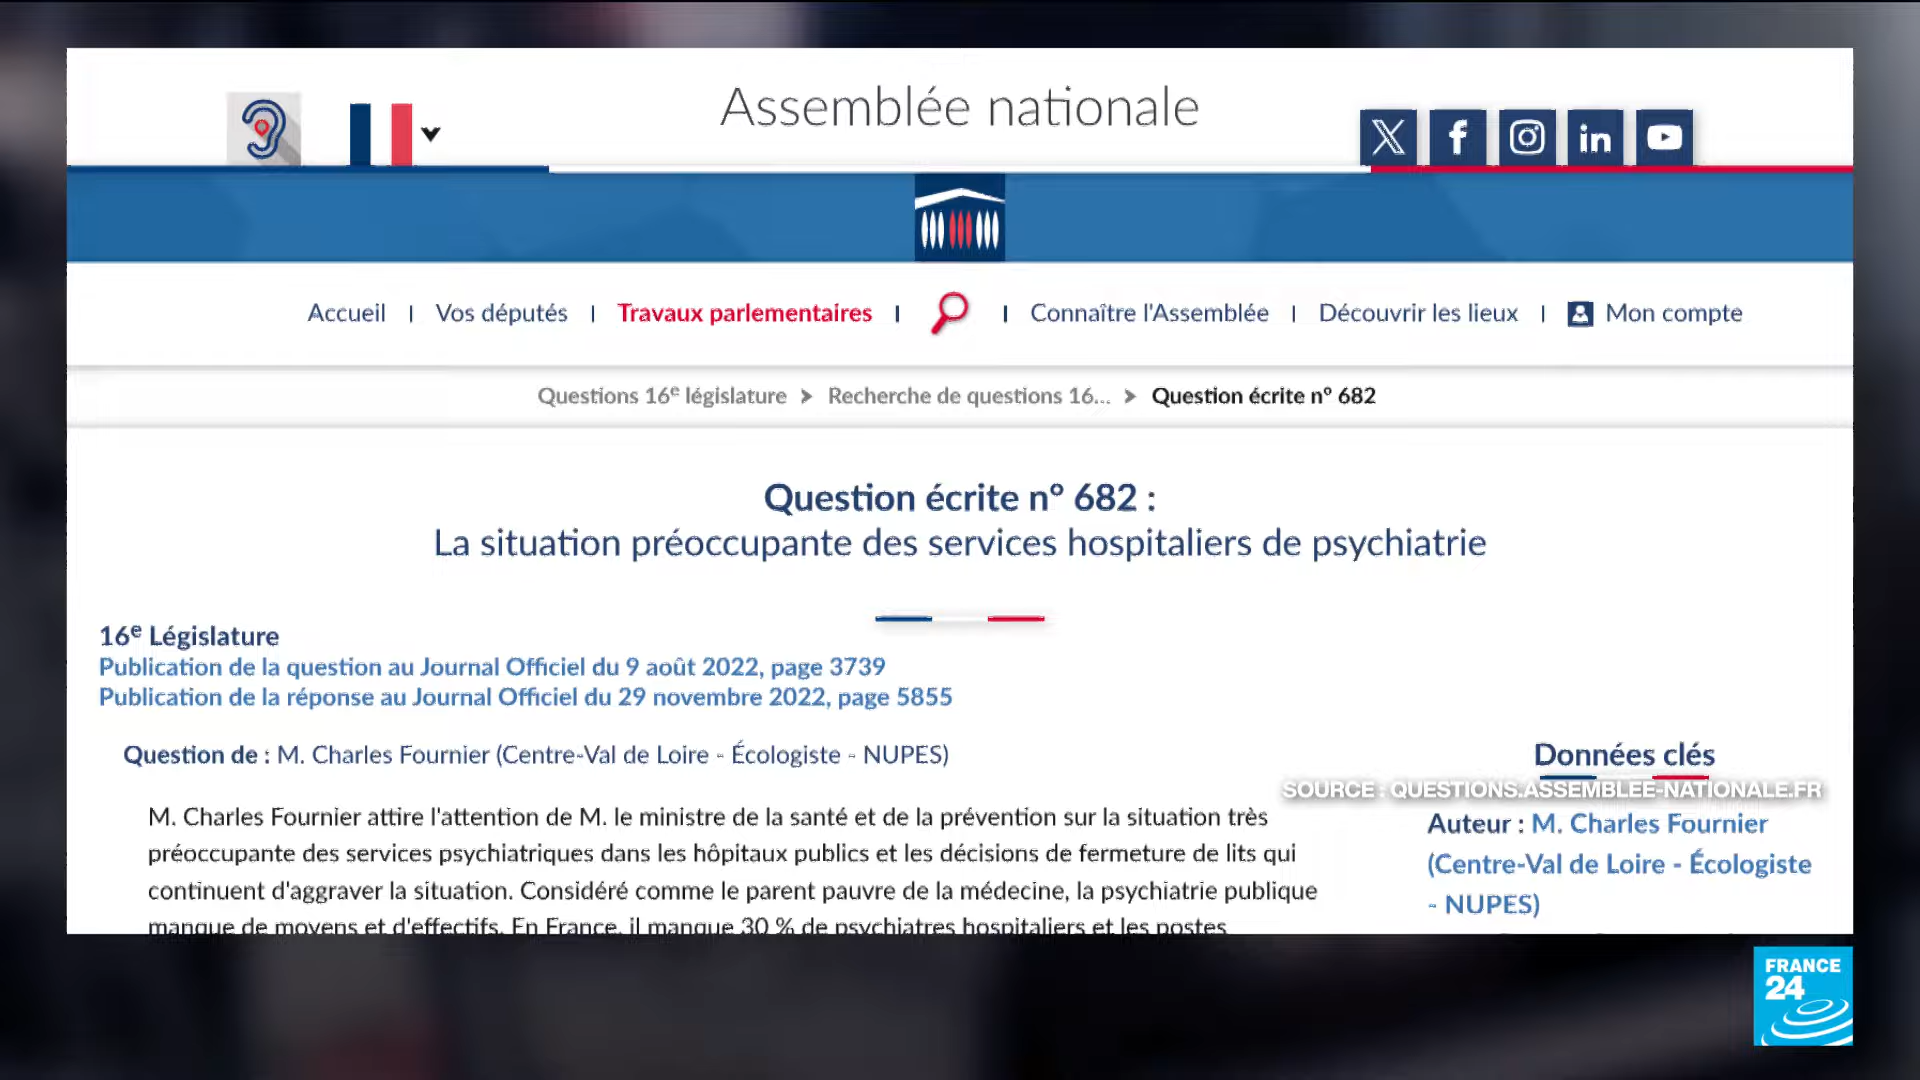 Assemblée nationale
Accueil | Vos députés | Travaux parlementaires | | Connaître l'Assemblée | Découvrir les lieux | Mon compte
Questions 16e législature > Recherche de questions 16... > Question écrite n° 682
Question écrite n° 682 :
La situation préoccupante des services hospitaliers de psychiatrie
16e Législature
Publication de la question au Journal Officiel du 9 août 2022, page 3739
Publication de la réponse au Journal Officiel du 29 novembre 2022, page 5855
Question de : M. Charles Fournier (Centre-Val de Loire - Écologiste - NUPES)
M. Charles Fournier attire l'attention de M. le ministre de la santé et de la prévention sur la situation très
préoccupante des services psychiatriques dans les hôpitaux publics et les décisions de fermeture de lits qui
continuent d'aggraver la situation. Considéré comme le parent pauvre de la médecine, la psychiatrie publique
manque de moyens et d'effectifs. En France, il manque 30 % de psychiatres hospitaliers et les postes
Données clés
SOURCE : QUESTIONS.ASSEMBLEE-NATIONALE.FR
Auteur : M. Charles Fournier
(Centre-Val de Loire - Écologiste
- NUPES)
FRANCE
24